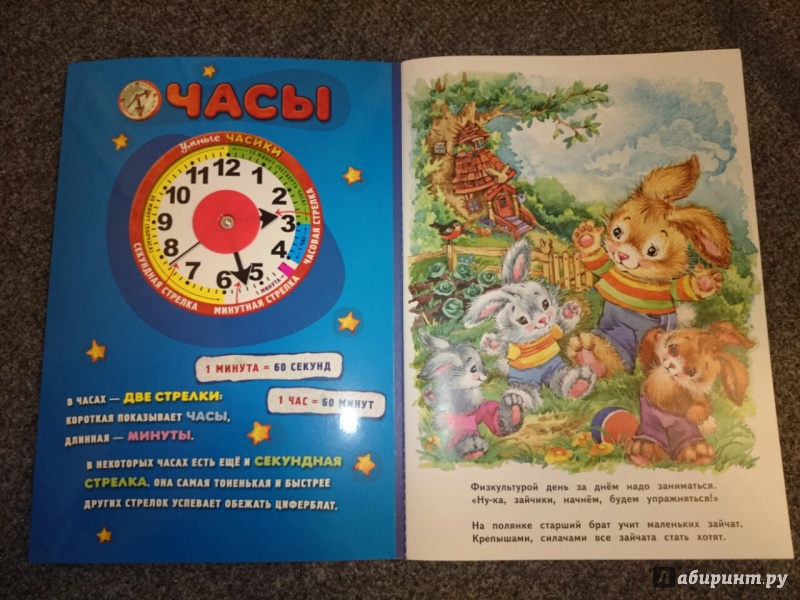 ЧАСЫ
Умные ЧАСИКИ
11 12 1
10 2
9 3
8 4
7 6 5
СЕКУНДНАЯ СТРЕЛКА
МИНУТНАЯ СТРЕЛКА
ЧАСОВАЯ СТРЕЛКА
1 ЧАС
1 МИНУТА
1 МИНУТА = 60 СЕКУНД
1 ЧАС = 60 МИНУТ
В ЧАСАХ — ДВЕ СТРЕЛКИ:
КОРОТКАЯ ПОКАЗЫВАЕТ ЧАСЫ,
ДЛИННАЯ — МИНУТЫ.
В НЕКОТОРЫХ ЧАСАХ ЕСТЬ ЕЩЁ И СЕКУНДНАЯ
СТРЕЛКА. ОНА САМАЯ ТОНЕНЬКАЯ И БЫСТРЕЕ
ДРУГИХ СТРЕЛОК УСПЕВАЕТ ОБЕЖАТЬ ЦИФЕРБЛАТ.
Физкультурой день за днём надо заниматься.
«Ну-ка, зайчики, начнём, будем упражняться!»
На полянке старший брат учит маленьких зайчат.
Крепышами, силачами все зайчата стать хотят.
Лабиринт.ру